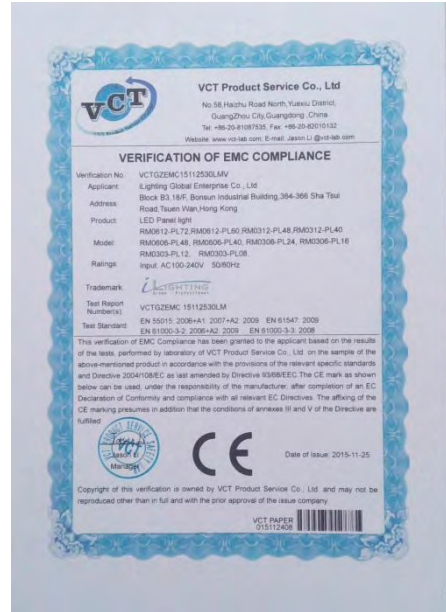 VCT
VCT Product Service Co., Ltd
No.58,Haizhu Road North,Yuexiu District,
GuangZhou City,Guangdong ,China
Tel: +86-20-81087535, Fax: +86-20-82010132
Website: www.vct-lab.com; E-mail: Jason.Li @vct-lab.com
VERIFICATION OF EMC COMPLIANCE
Verification No. VCTGZEMC15112530LMV
Applicant: iLighting Global Enterprise Co., Ltd
Address Block B3,18/F, Bonsun Industrial Building,364-366 Sha Tsui
Road,Tsuen Wan,Hong Kong
Product: LED Panel light
RM0612-PL72,RM0612-PL60,RM0312-PL48,RM0312-PL40
Model: RM0606-PL48, RM0606-PL40, RM0306-PL24, RM0306-PL16
RM0303-PL12, RM0303-PL08,
Ratings: Input: AC100-240V 50/60Hz
Trademark iLIGHTING
Test Report
Number(s) VCTGZEMC 15112530LM
Test Standard EN 55015: 2006+A1: 2007+A2: 2009 EN 61547: 2009
EN 61000-3-2: 2006+A2: 2009 EN 61000-3-3: 2008
This verification of EMC Compliance has been granted to the applicant based on the results
of the tests, performed by laboratory of VCT Product Service Co., Ltd. on the sample of the
above-mentioned product in accordance with the provisions of the relevant specific standards
and Directive 2004/108/EC as last amended by Directive 93/68/EEC The CE mark as shown
below can be used, under the responsibility of the manufacturer, after completion of an EC
Declaration of Conformity and compliance with all relevant EC Directives. The affixing of the
CE marking presumes in addition that the conditions of annexes III and V of the Directive are
fulfilled
Jason Li
Manager
CE
Date of issue: 2015-11-25
Copyright of this verification is owned by VCT Product Service Co., Ltd and may not be
reproduced other than in full and with the prior approval of the issue company
VCT PAPER
015112408